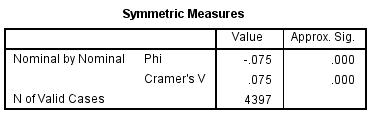 Symmetric Measures
Value Approx. Sig.
Nominal by Nominal Phi -.075 .000
Cramer's V .075 .000
N of Valid Cases 4397